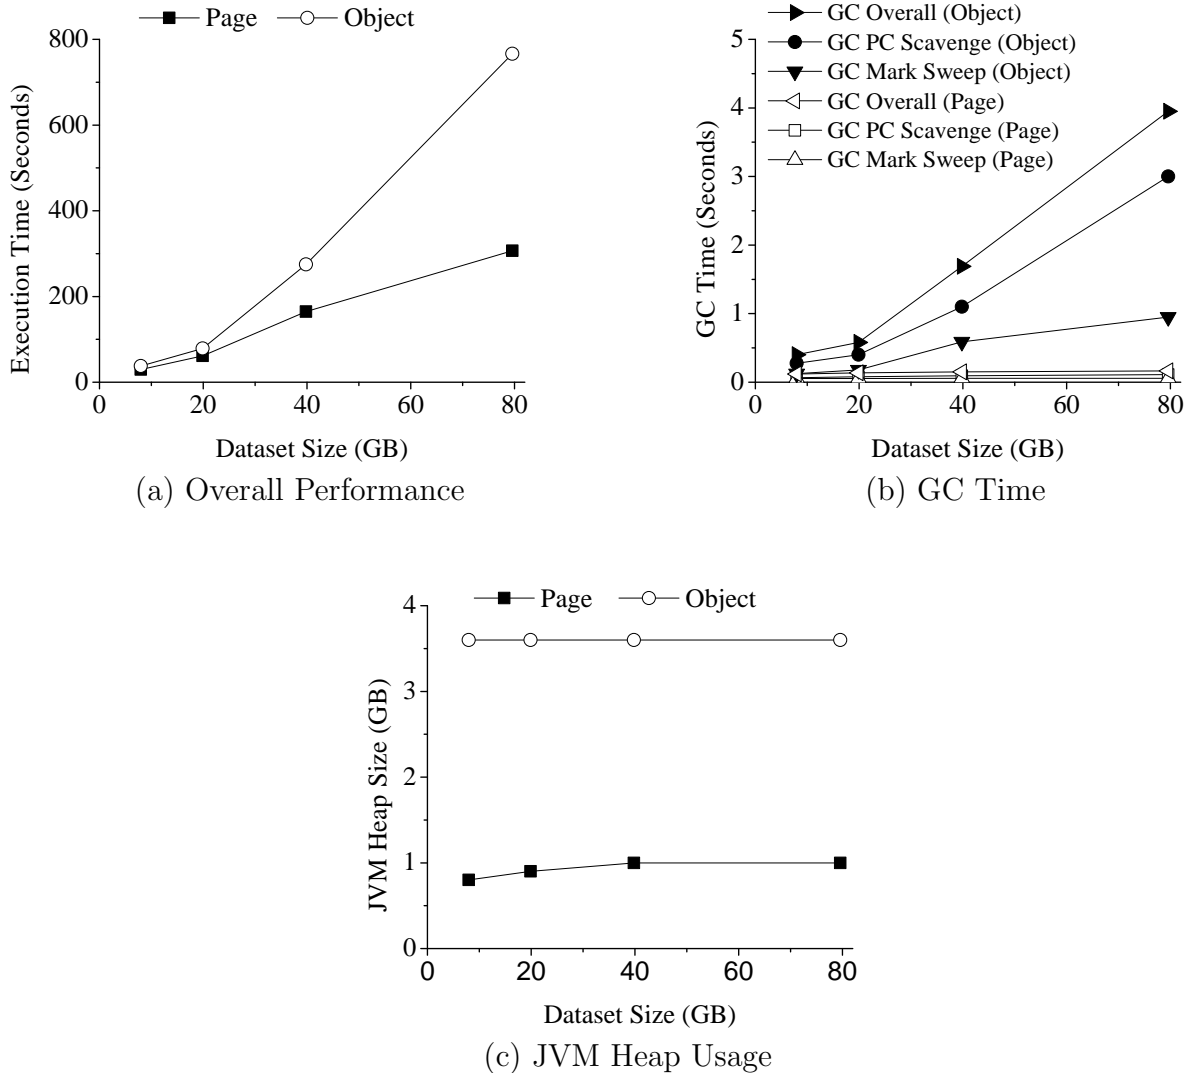 Page Object
800
600
400
200
0
Execution Time (Seconds)
0 20 40 60 80
Dataset Size (GB)
(a) Overall Performance
GC Overall (Object)
GC PC Scavenge (Object)
GC Mark Sweep (Object)
GC Overall (Page)
GC PC Scavenge (Page)
GC Mark Sweep (Page)
5
4
3
2
1
0
GC Time (Seconds)
0 20 40 60 80
Dataset Size (GB)
(b) GC Time
Page Object
4
3
2
1
0
JVM Heap Size (GB)
0 20 40 60 80
Dataset Size (GB)
(c) JVM Heap Usage